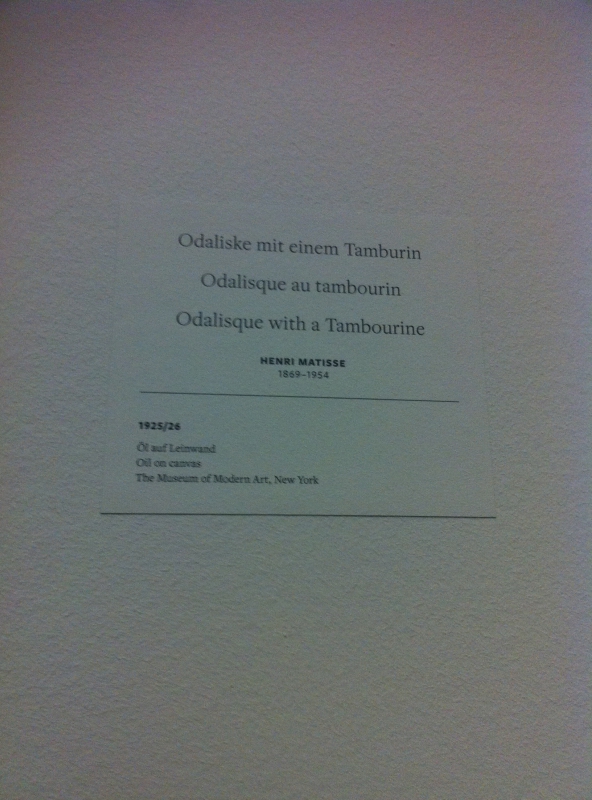 Odaliske mit einem Tamburin
Odalisque au tambourin
Odalisque with a Tambourine
HENRI MATISSE
1869–1954
1925/26
Öl auf Leinwand
Oil on canvas
The Museum of Modern Art, New York